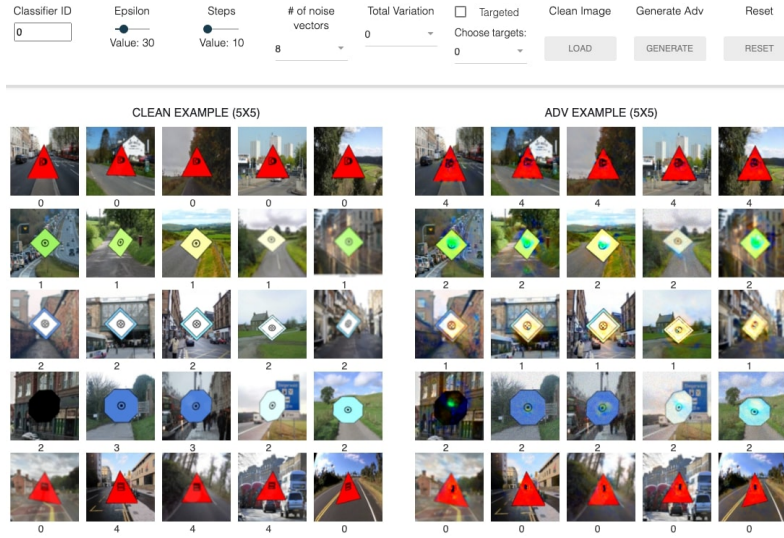 Classifier ID
0
Epsilon
Value: 30
Steps
Value: 10
# of noise
vectors
8
Total Variation
0
Targeted
Choose targets:
0
Clean Image
LOAD
Generate Adv
GENERATE
Reset
RESET
CLEAN EXAMPLE (5X5)
0 0 0 0 0
1 1 1 1 1
2 2 2 2 2
2 3 3 2 2
0 4 4 4 0
ADV EXAMPLE (5X5)
4 4 4 4 4
2 2 2 2 2
1 1 1 1 1
2 2 2 2 2
0 0 0 0 0